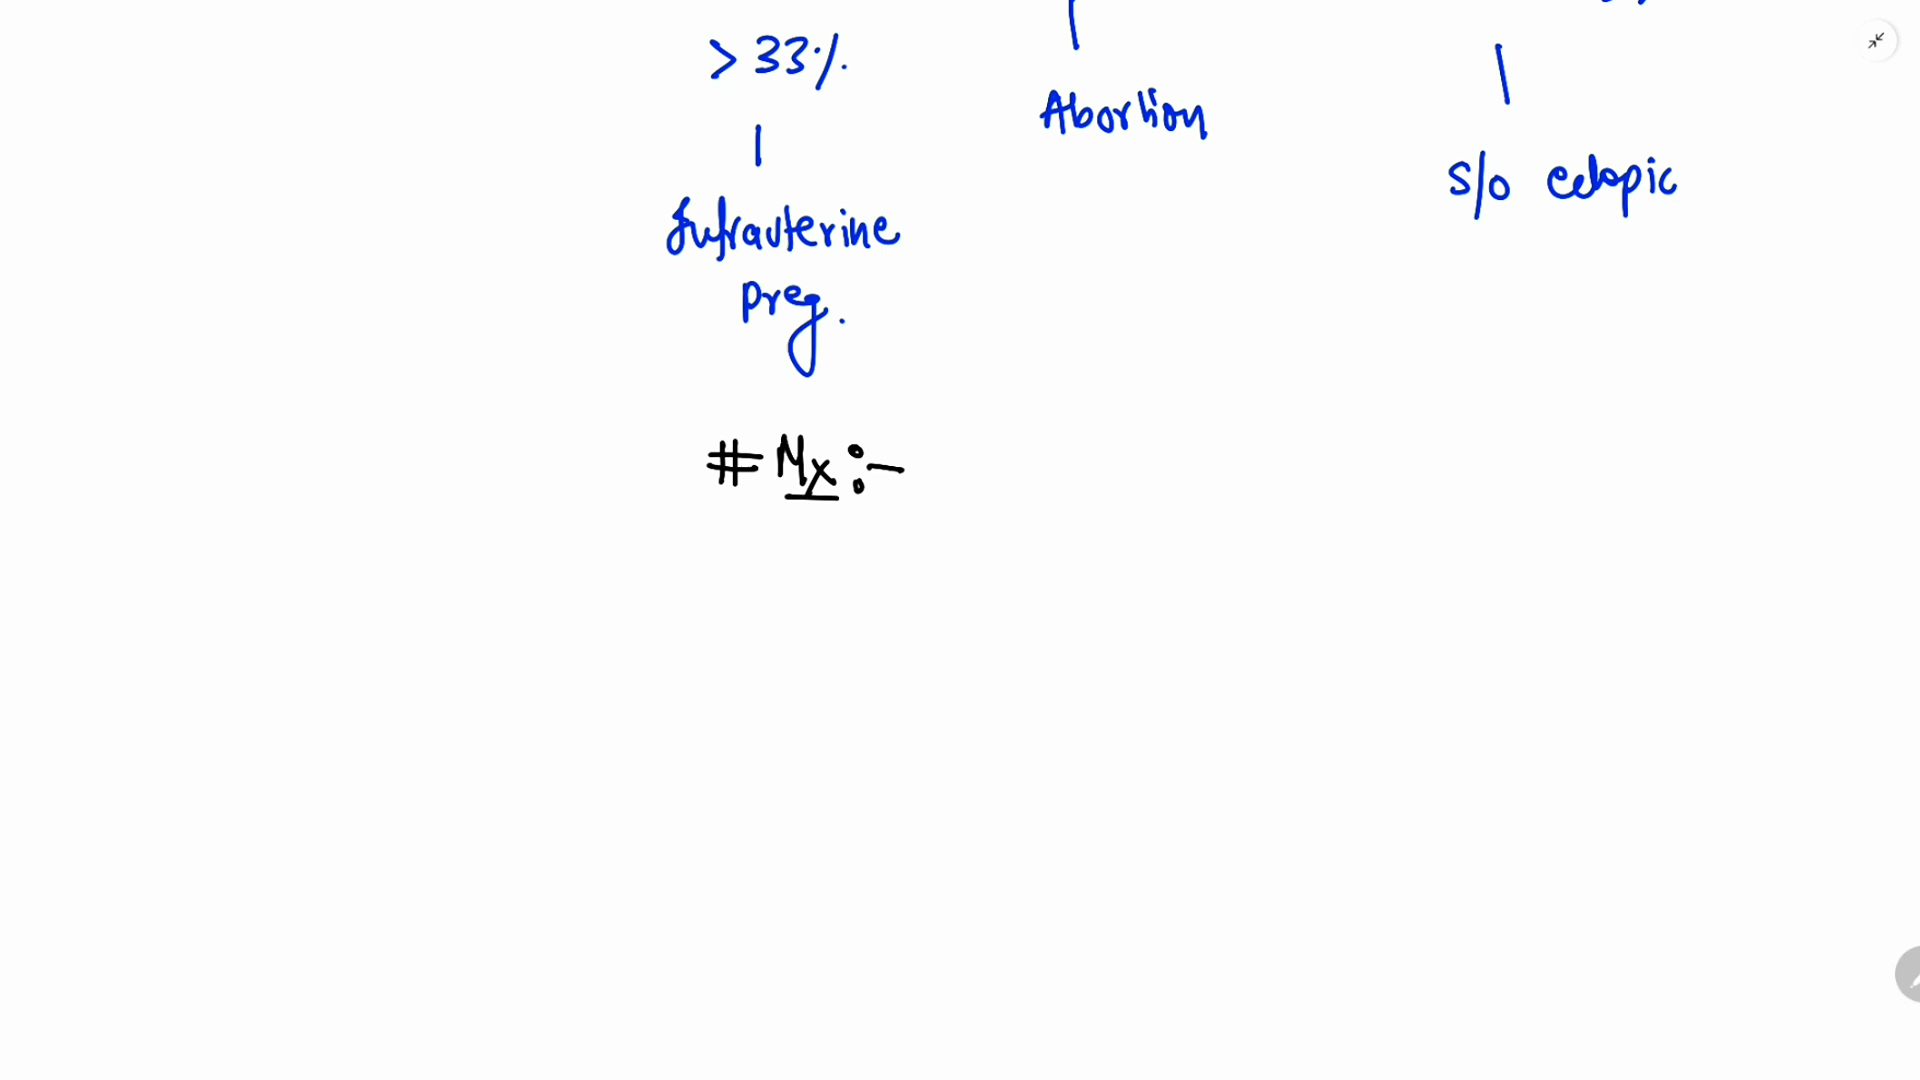 > 33%.
Abortion
S/o ectopic
Intrauterine
preg.
# Mx :-